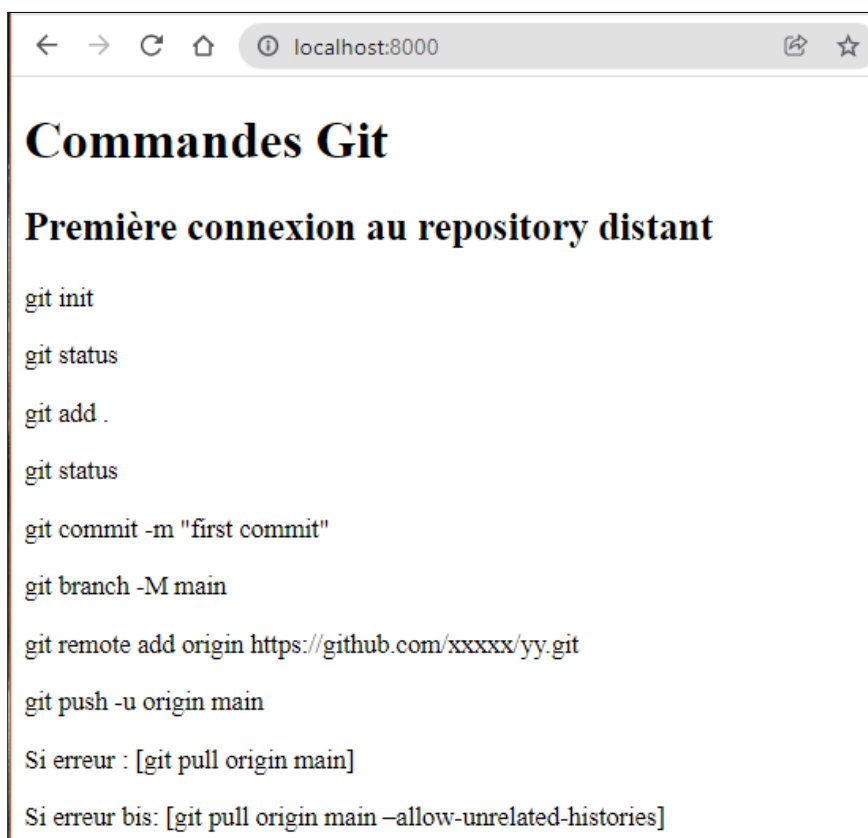 localhost:8000
Commandes Git
Première connexion au repository distant
git init
git status
git add .
git status
git commit -m "first commit"
git branch -M main
git remote add origin https://github.com/xxxxx/yy.git
git push -u origin main
Si erreur : [git pull origin main]
Si erreur bis: [git pull origin main –allow-unrelated-histories]